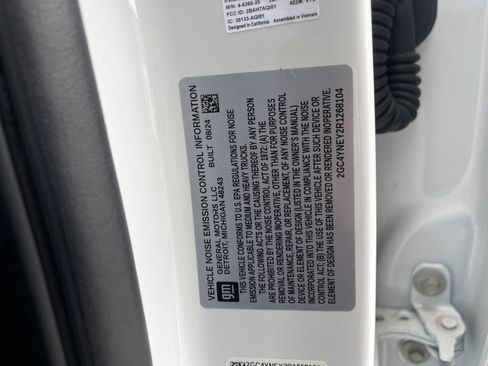 M/N: 4-6360-20
FCC ID: 2BAH7AQI01
IC: 30133-AQI01
Designed in California
Assembled in Vietnam
VEHICLE NOISE EMISSION CONTROL INFORMATION
GENERAL MOTORS LLC BUILT 08/24
DETROIT, MICHIGAN 48243
THIS VEHICLE CONFORMS TO U.S. EPA REGULATIONS FOR NOISE
EMISSION APPLICABLE TO MEDIUM AND HEAVY TRUCKS.
THE FOLLOWING ACTS OR THE CAUSING THEREOF BY ANY PERSON
ARE PROHIBITED BY THE NOISE CONTROL ACT OF 1972: (A) THE
REMOVAL OR RENDERING INOPERATIVE, OTHER THAN FOR PURPOSES
OF MAINTENANCE, REPAIR, OR REPLACEMENT, OF ANY NOISE CONTROL
DEVICE OR ELEMENT OF DESIGN (LISTED IN THE OWNER'S MANUAL)
INCORPORATED INTO THIS VEHICLE IN COMPLIANCE WITH THE NOISE
CONTROL ACT; (B) THE USE OF THIS VEHICLE AFTER SUCH DEVICE OR
ELEMENT OF DESIGN HAS BEEN REMOVED OR RENDERED INOPERATIVE.
2GC4YNEY2R1268104
gm